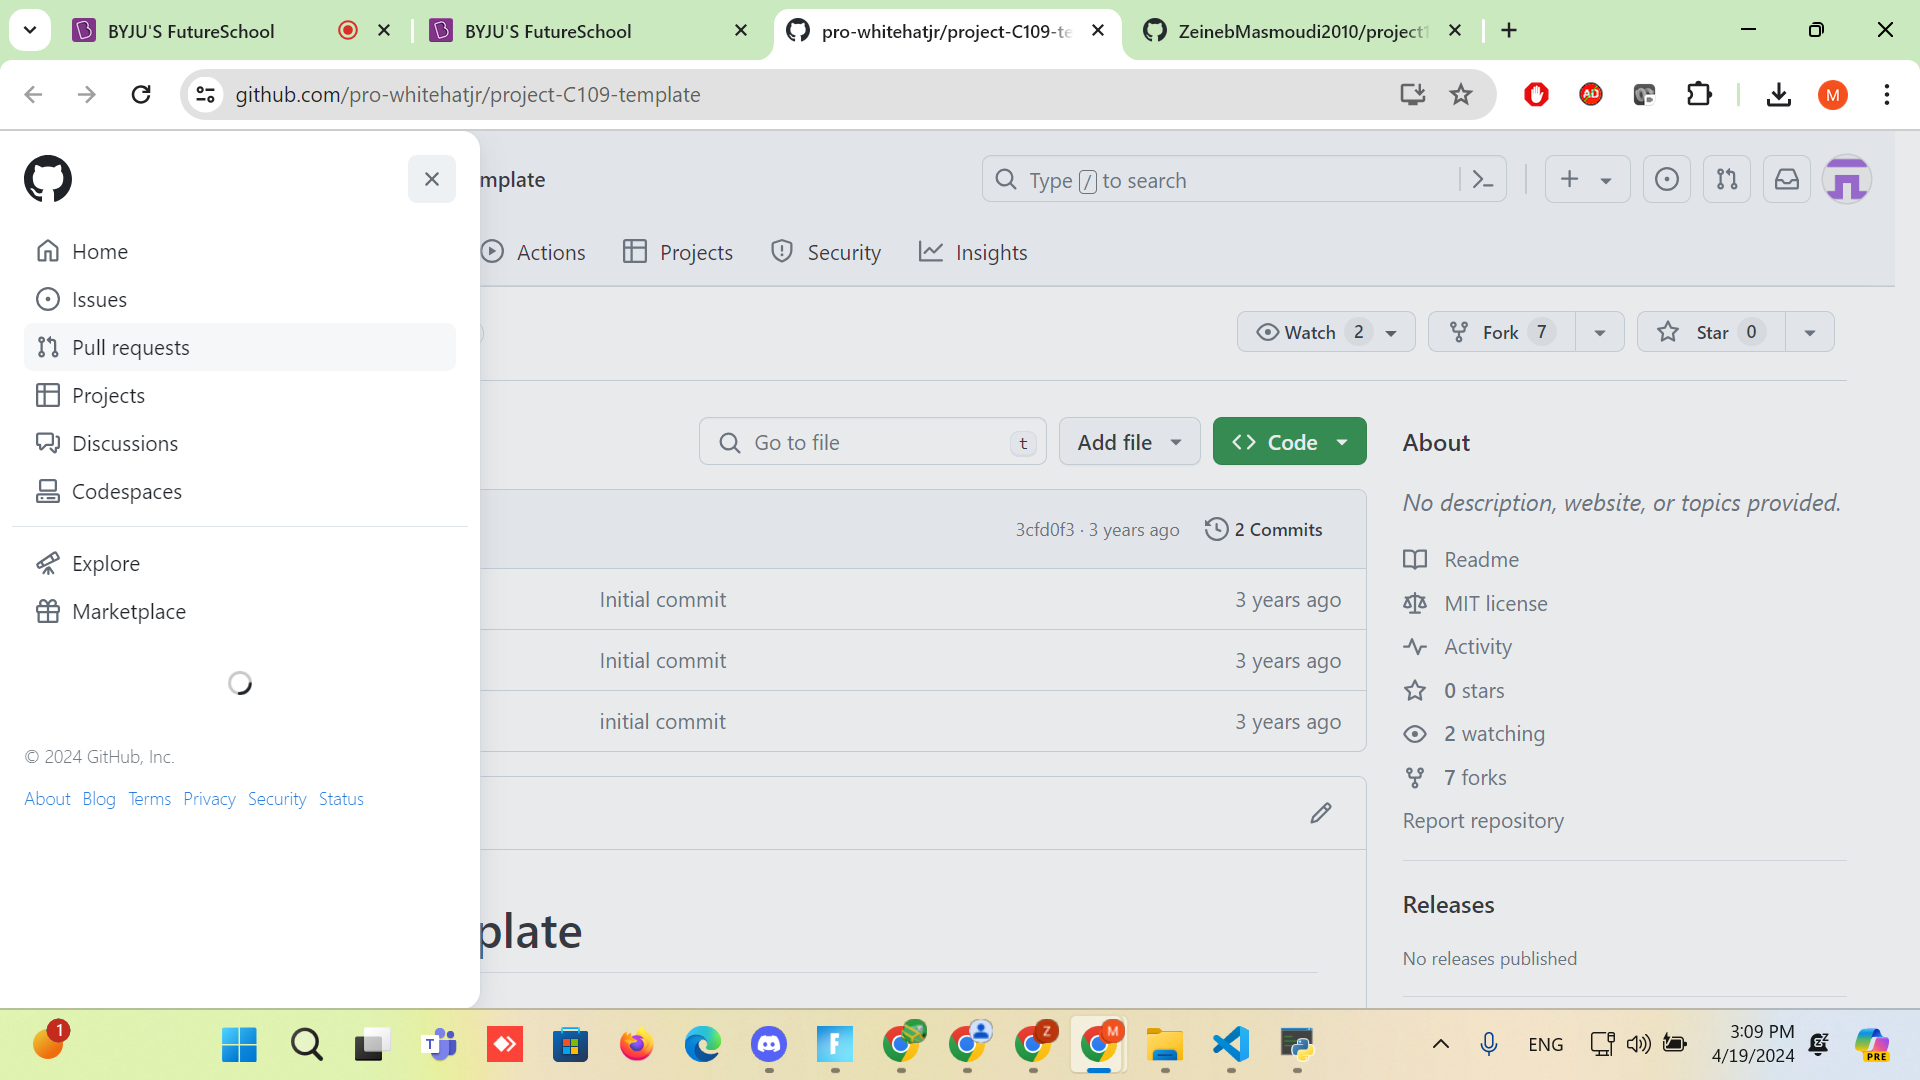 BYJU'S FutureSchool
BYJU'S FutureSchool
pro-whitehatjr/project-C109-te
ZeinebMasmoudi2010/project1
github.com/pro-whitehatjr/project-C109-template
M
mplate
Type / to search
Home
Issues
Pull requests
Projects
Discussions
Codespaces
Explore
Marketplace
© 2024 GitHub, Inc.
About Blog Terms Privacy Security Status
Actions Projects Security Insights
Watch 2 Fork 7 Star 0
Go to file t Add file Code
3cfd0f3 · 3 years ago 2 Commits
Initial commit 3 years ago
Initial commit 3 years ago
initial commit 3 years ago
plate
About
No description, website, or topics provided.
Readme
MIT license
Activity
0 stars
2 watching
7 forks
Report repository
Releases
No releases published
1
T
F
Z
M
ENG
3:09 PM
4/19/2024
PRE